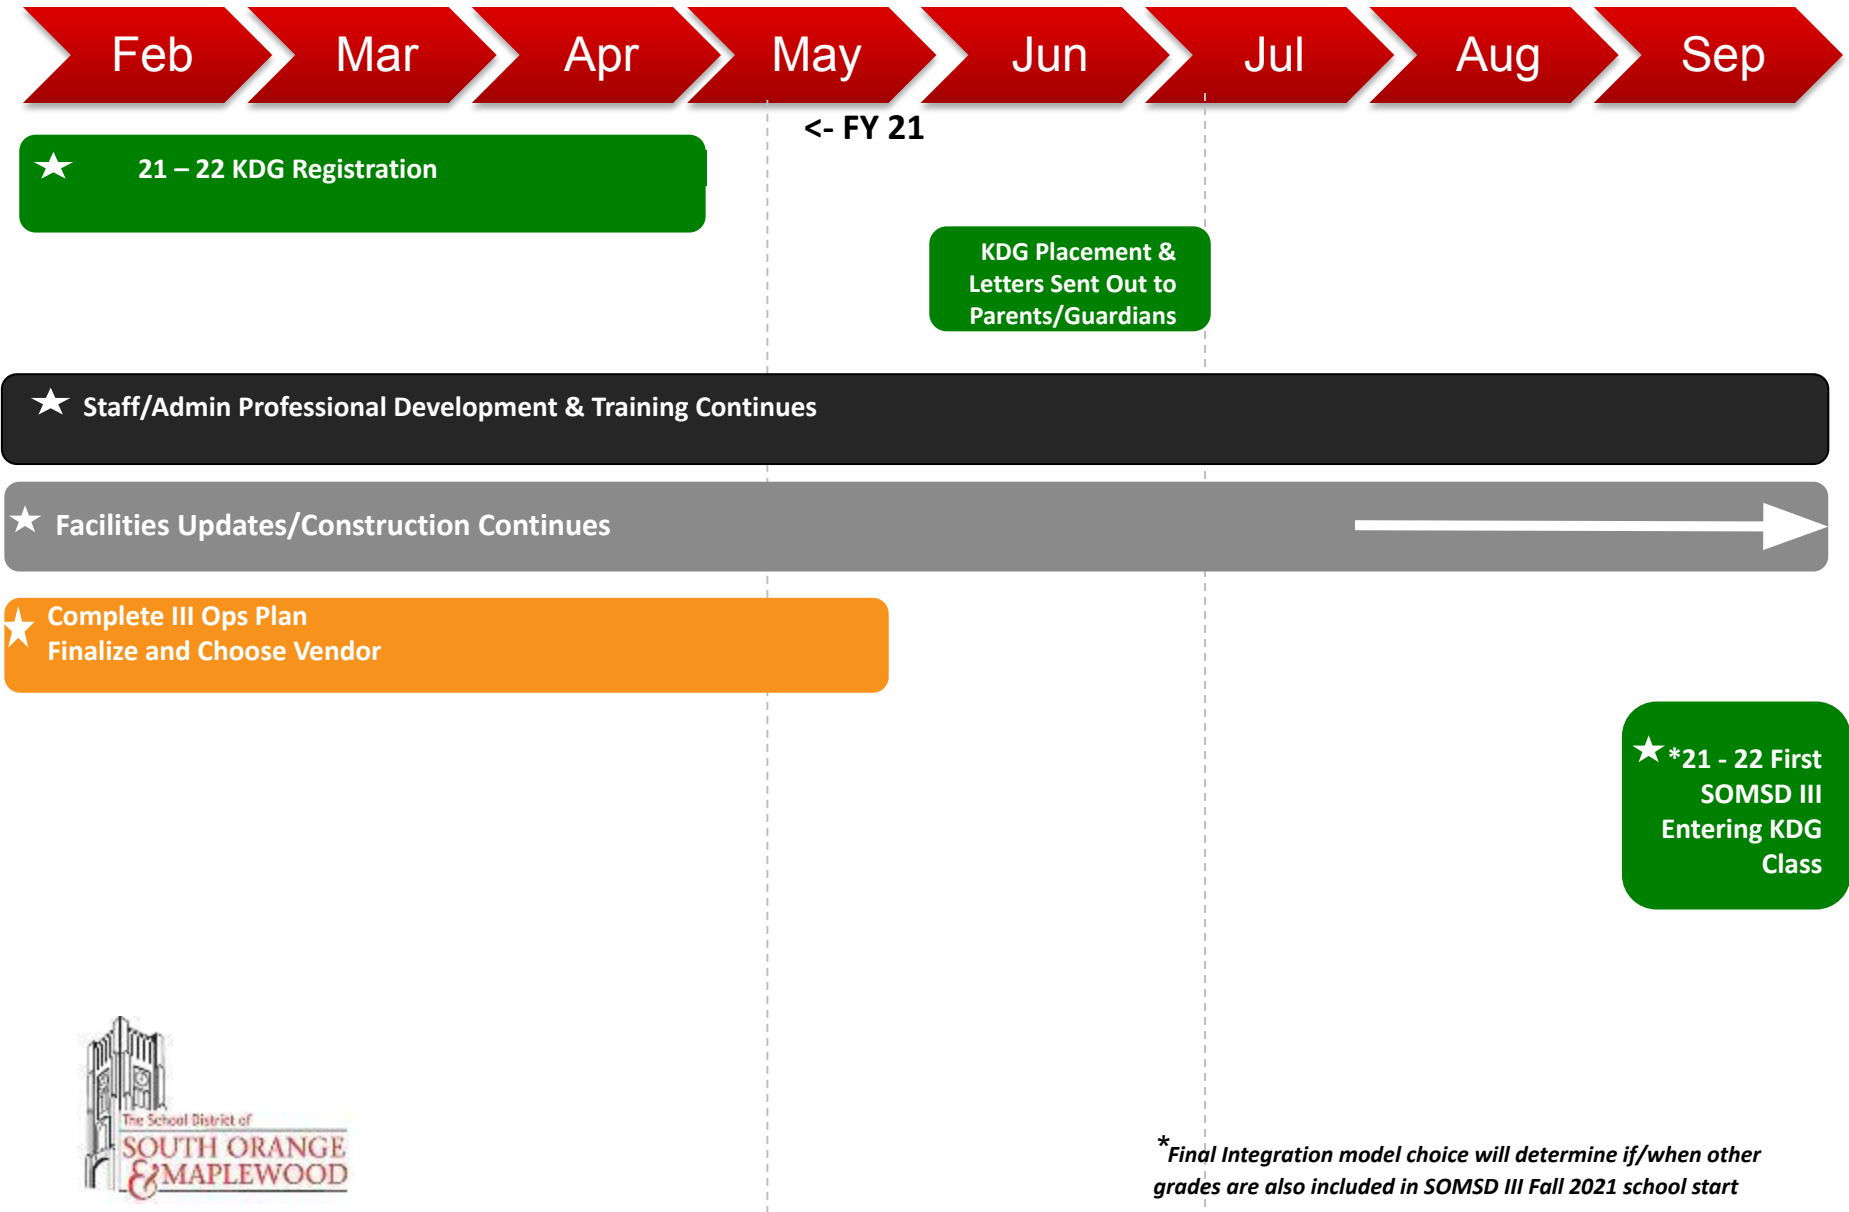 Feb Mar Apr May Jun Jul Aug Sep
<- FY 21
21 – 22 KDG Registration
KDG Placement &
Letters Sent Out to
Parents/Guardians
Staff/Admin Professional Development & Training Continues
Facilities Updates/Construction Continues
Complete III Ops Plan
Finalize and Choose Vendor
*21 - 22 First
SOMSD III
Entering KDG
Class
The School District of
SOUTH ORANGE
&MAPLEWOOD
*Final Integration model choice will determine if/when other
grades are also included in SOMSD III Fall 2021 school start